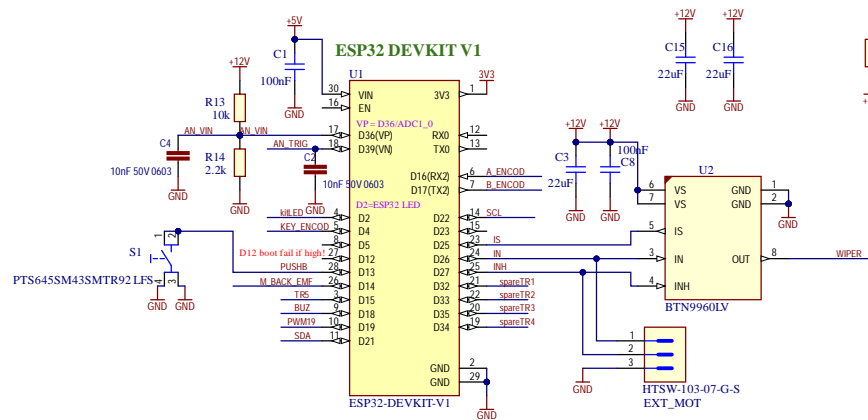 +5V
+12V
+12V
C15
C16
22uF
22uF
GND
GND
ESP32 DEVKIT V1
C1
100nF
GND
U1
3V3
+12V
R13
10k
30
VIN
3V3
1
16
EN
VP = D36/ADC1_0
AN_VIN
AN_VIN
17
D36(VP)
RX0
12
AN_TRIG
18
D39(VN)
TX0
13
C4
10nF 50V 0603
R14
2.2k
GND
GND
C2
10nF 50V 0603
GND
D16(RX2)
6
A_ENCOD
D17(TX2)
7
B_ENCOD
D2=ESP32 LED
+12V
+12V
C3
22uF
100nF
C8
GND
GND
U2
6
VS
GND
1
7
VS
GND
2
GND
5
IS
3
IN
OUT
8
WIPER
4
INH
BTN9960LV
kitLED
4
D2
D22
14
SCL
KEY_ENCOD
5
D4
D23
15
8
D5
D25
23
IS
D12 boot fail if high!
27
D12
D26
24
IN
PUSHB
28
D13
D27
25
INH
M_BACK_EMF
26
D14
D32
21
spareTR1
TR5
3
D15
D33
22
spareTR2
BUZ
9
D18
D35
20
spareTR3
PWM19
10
D19
D34
19
spareTR4
SDA
11
D21
S1
1
2
PTS645SM43SMTR92 LFS
4
3
GND
GND
GND
2
GND
29
GND
ESP32-DEVKIT-V1
1
2
3
GND
HTSW-103-07-G-S
EXT_MOT